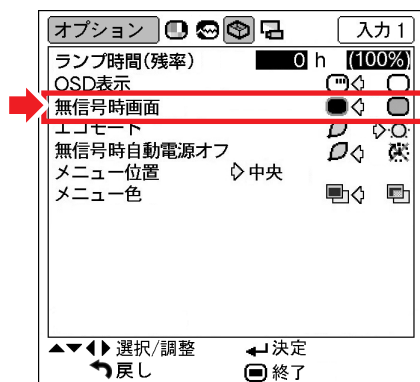 オプション 入力 1
ランプ時間(残率) 0 h (100%)
OSD表示
無信号時画面
エコモード
無信号時自動電源オフ
メニュー位置 中央
メニュー色
選択/調整 決定
戻し 終了